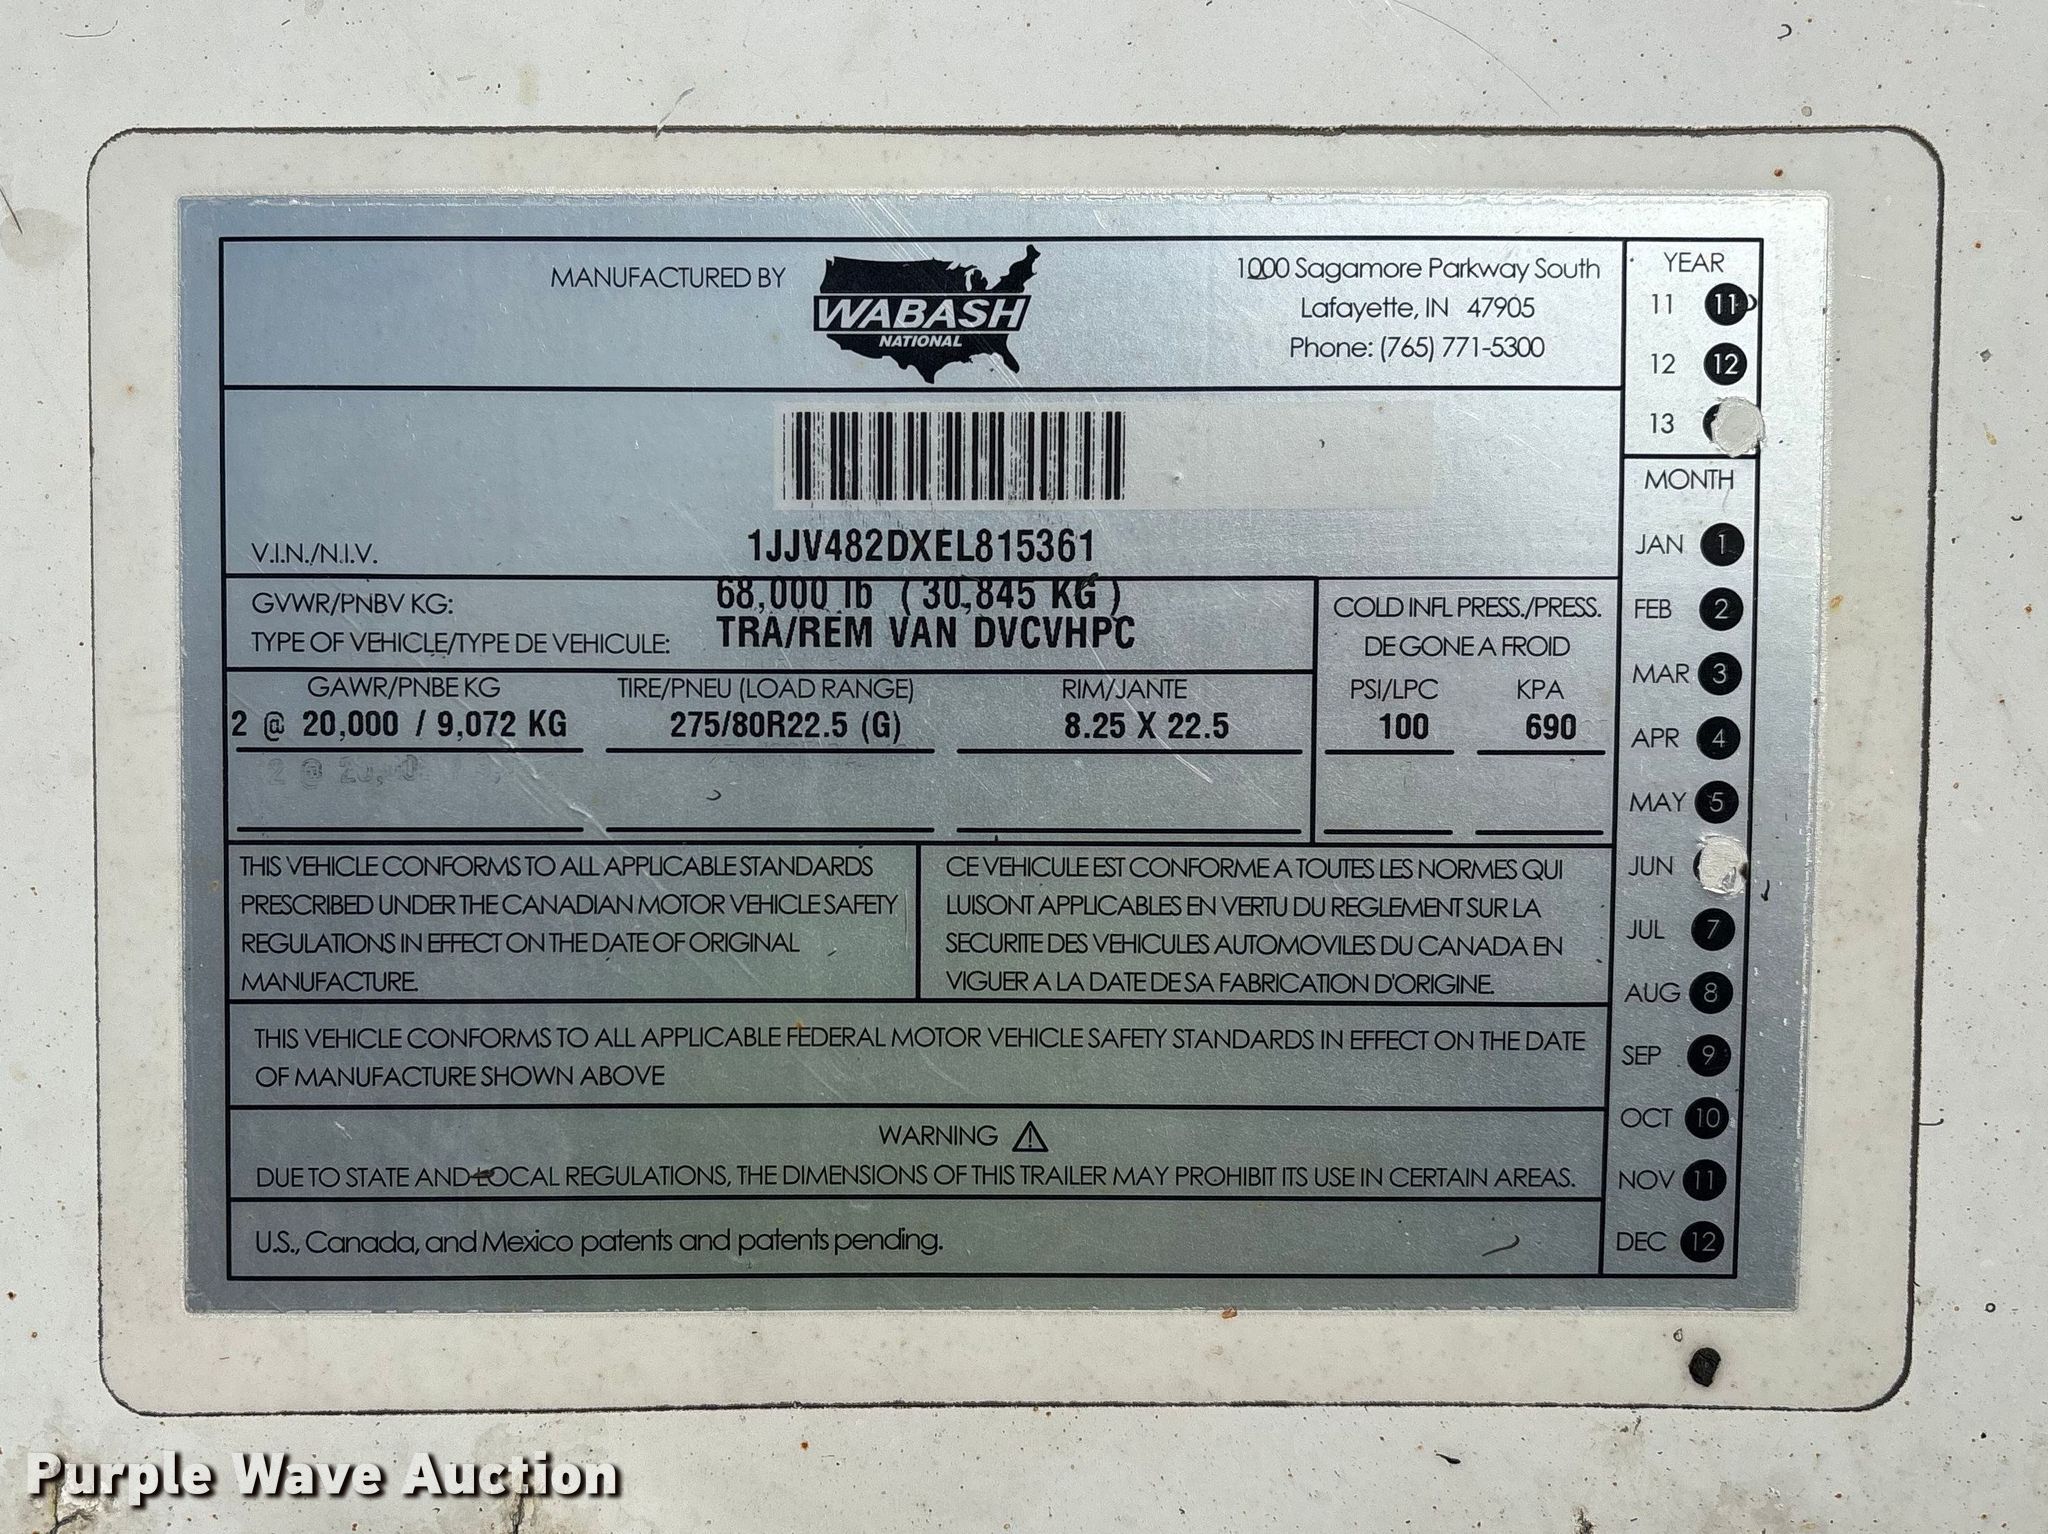 MANUFACTURED BY
WABASH
NATIONAL
1000 Sagamore Parkway South
Lafayette, IN 47905
Phone: (765) 771-5300
YEAR
11 11
12 12
13
V.I.N./N.I.V. 1JJV482DXEL815361
GVWR/PNBV KG: 68,000 lb (30,845 KG)
TYPE OF VEHICLE/TYPE DE VEHICULE: TRA/REM VAN DVCVHPC
COLD INFL PRESS./PRESS.
DE GONE A FROID
GAWR/PNBE KG TIRE/PNEU (LOAD RANGE) RIM/JANTE PSI/LPC KPA
2 @ 20,000 / 9,072 KG 275/80R22.5 (G) 8.25 X 22.5 100 690
THIS VEHICLE CONFORMS TO ALL APPLICABLE STANDARDS
PRESCRIBED UNDER THE CANADIAN MOTOR VEHICLE SAFETY
REGULATIONS IN EFFECT ON THE DATE OF ORIGINAL
MANUFACTURE.
CE VEHICULE EST CONFORME A TOUTES LES NORMES QUI
LUISONT APPLICABLES EN VERTU DU REGLEMENT SUR LA
SECURITE DES VEHICULES AUTOMOVILES DU CANADA EN
VIGUER A LA DATE DE SA FABRICATION D'ORIGINE.
THIS VEHICLE CONFORMS TO ALL APPLICABLE FEDERAL MOTOR VEHICLE SAFETY STANDARDS IN EFFECT ON THE DATE
OF MANUFACTURE SHOWN ABOVE
WARNING
DUE TO STATE AND LOCAL REGULATIONS, THE DIMENSIONS OF THIS TRAILER MAY PROHIBIT ITS USE IN CERTAIN AREAS.
U.S., Canada, and Mexico patents and patents pending.
MONTH
JAN 1
FEB 2
MAR 3
APR 4
MAY 5
JUN
JUL 7
AUG 8
SEP 9
OCT 10
NOV 11
DEC 12
Purple Wave Auction